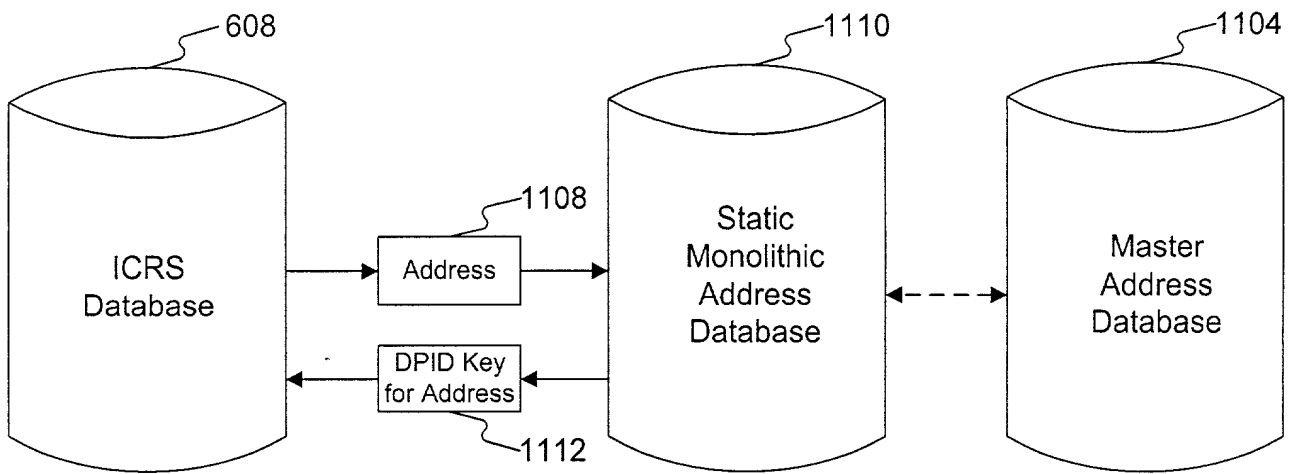 608
1110
1104
1108
ICRS
Database
Address
Static
Monolithic
Address
Database
Master
Address
Database
DPID Key
for Address
1112